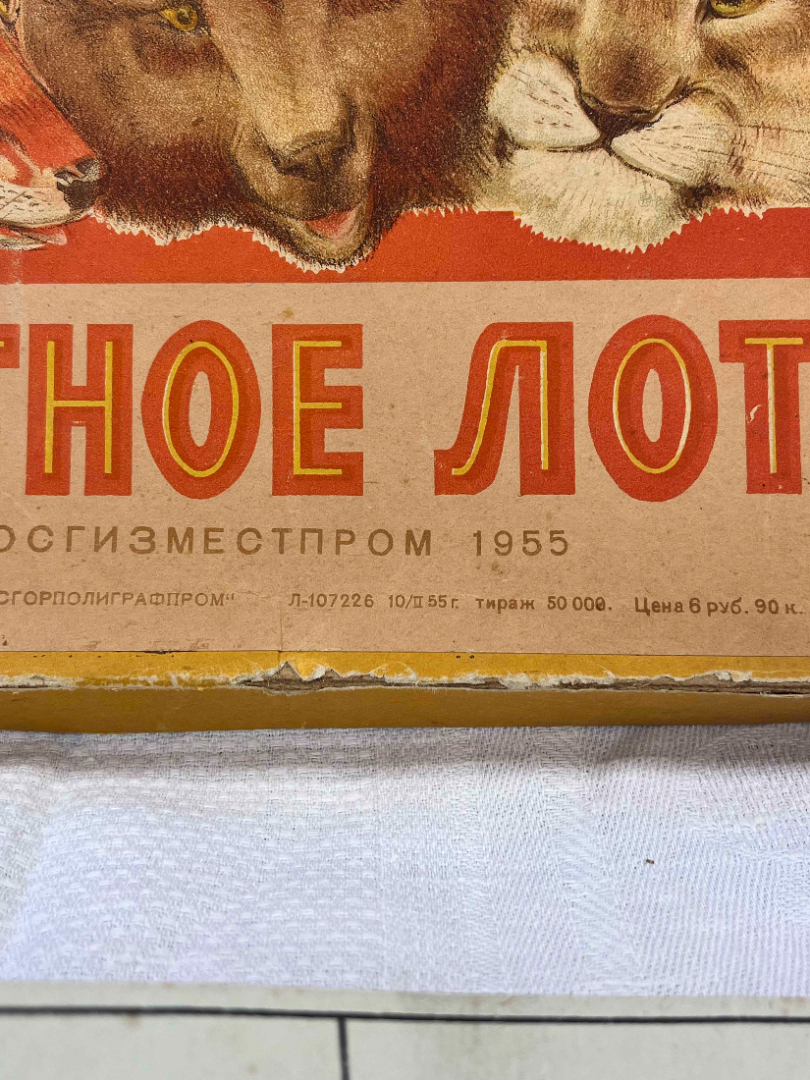 ТНОЕ ЛОТ
ОСГИЗМЕСТПРОМ 1955
СГОРПОЛИГРАФПРОМ" Л-107226 10/II 55 г. тираж 50 000. Цена 6 руб. 90 к.